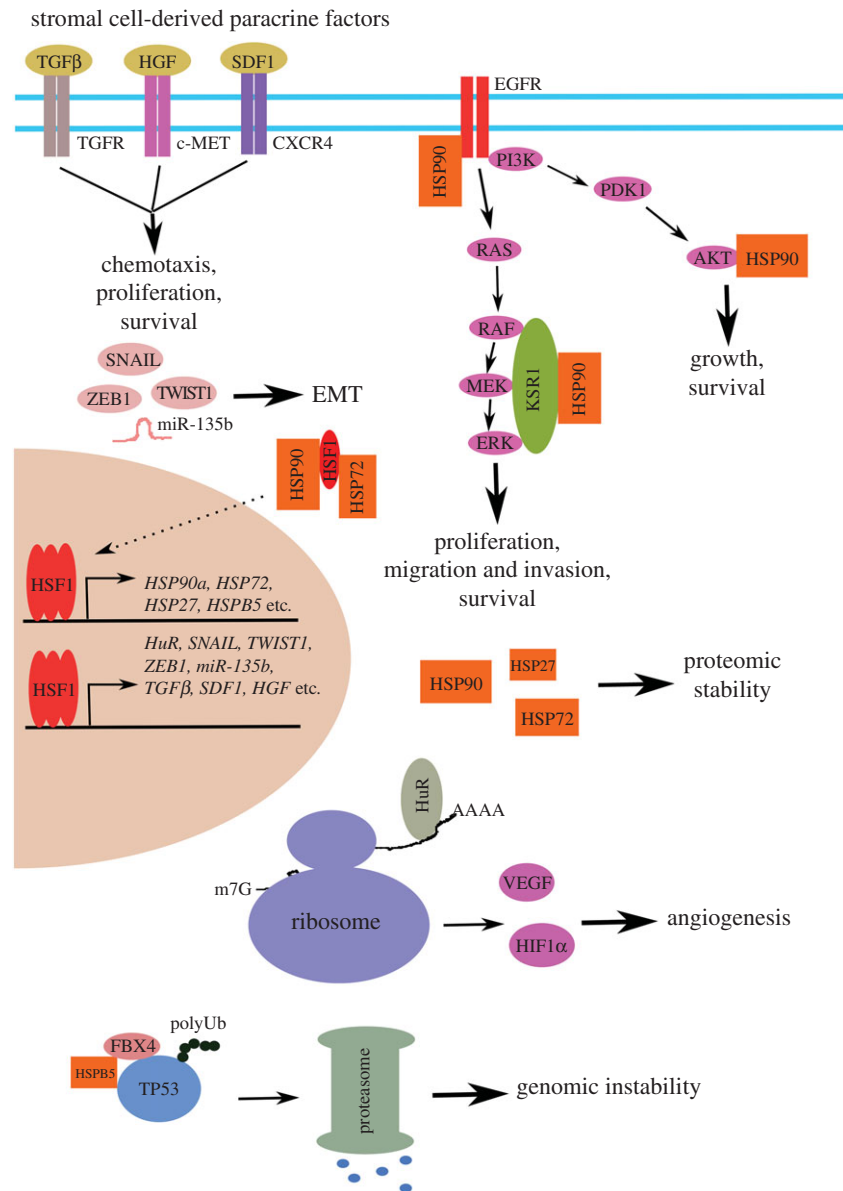 stromal cell-derived paracrine factors
TGFβ
HGF
SDF1
TGFR
c-MET
CXCR4
EGFR
HSP90
PI3K
PDK1
AKT
HSP90
growth,
survival
RAS
RAF
MEK
ERK
KSR1
HSP90
proliferation,
migration and invasion,
survival
chemotaxis,
proliferation,
survival
SNAIL
ZEB1
TWIST1
miR-135b
EMT
HSP90
HSF1
HSP72
HSF1
HSP90a, HSP72,
HSP27, HSPB5 etc.
HSF1
HuR, SNAIL, TWIST1,
ZEB1, miR-135b,
TGFβ, SDF1, HGF etc.
HSP90
HSP27
HSP72
proteomic
stability
HuR
AAAA
m7G
ribosome
VEGF
HIF1α
angiogenesis
polyUb
FBX4
HSPB5
TP53
proteasome
genomic instability